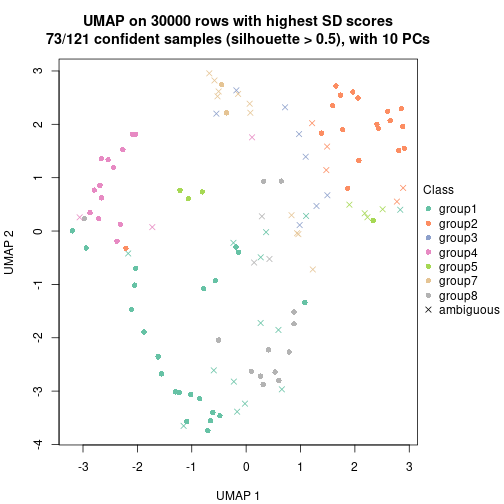 UMAP on 30000 rows with highest SD scores
73/121 confident samples (silhouette > 0.5), with 10 PCs
3
2
1
0
-1
-2
-3
-4
UMAP 2
-3
-2
-1
0
1
2
3
UMAP 1
Class
group1
group2
group3
group4
group5
group7
group8
ambiguous